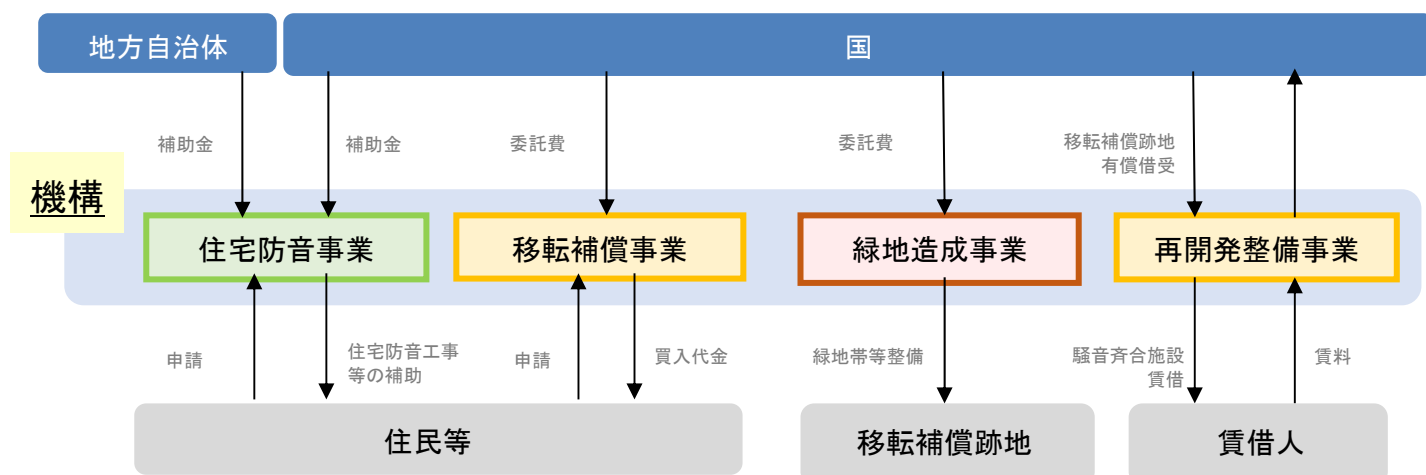 地方自治体
国
補助金
補助金
委託費
委託費
移転補償跡地
有償借受
機構
住宅防音事業
移転補償事業
緑地造成事業
再開発整備事業
申請
住宅防音工事
等の補助
申請
買入代金
緑地帯等整備
騒音斉合施設
賃借
賃料
住民等
移転補償跡地
賃借人